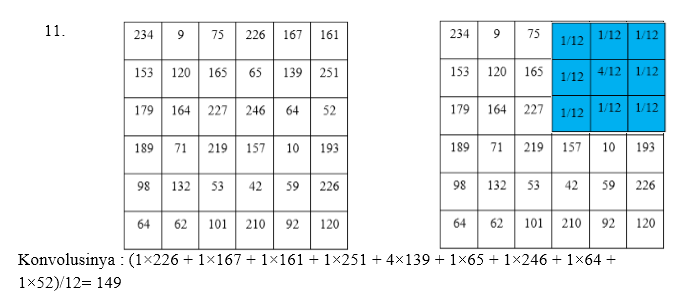 11.
234 9 75 226 167 161 234 9 75 1/12 1/12 1/12
153 120 165 65 139 251 153 120 165 1/12 4/12 1/12
179 164 227 246 64 52 179 164 227 1/12 1/12 1/12
189 71 219 157 10 193 189 71 219 157 10 193
98 132 53 42 59 226 98 132 53 42 59 226
64 62 101 210 92 120 64 62 101 210 92 120
Konvolusinya : (1×226 + 1×167 + 1×161 + 1×251 + 4×139 + 1×65 + 1×246 + 1×64 +
1×52)/12= 149